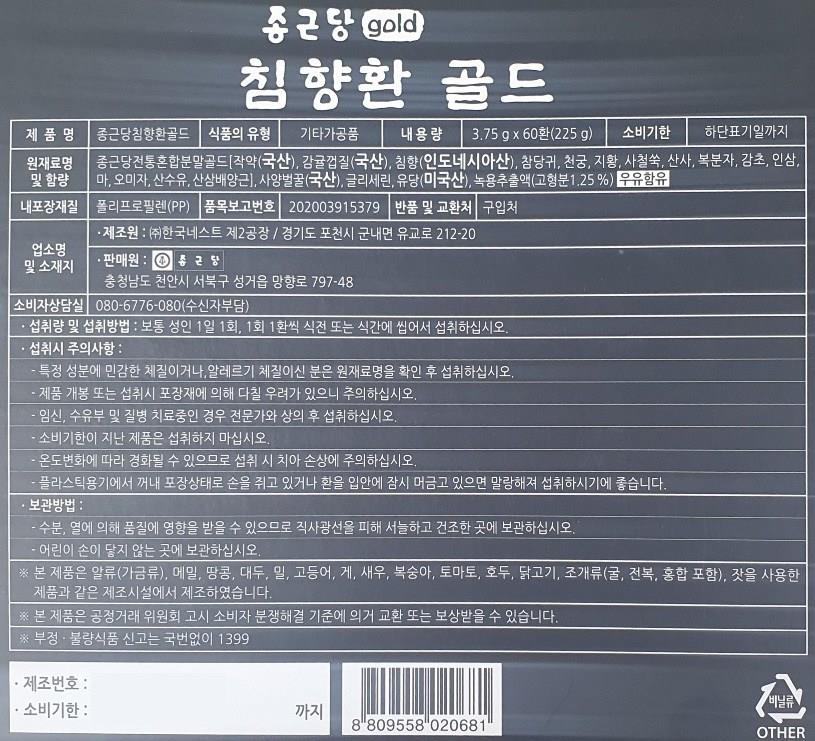 종근당 gold
침향환 골드
제 품 명 종근당침향환골드 식품의 유형 기타가공품 내 용 량 3.75 g x 60환(225 g) 소비기한 하단표기일까지
원재료명 및 함량 종근당전통혼합분말골드[작약(국산), 감귤껍질(국산), 침향(인도네시아산), 참당귀, 천궁, 지황, 사철쑥, 산사, 복분자, 감초, 인삼,
마, 오미자, 산수유, 산삼배양근], 사양벌꿀(국산), 글리세린, 유당(미국산), 녹용추출액(고형분1.25 %) 우유함유
내포장재질 폴리프로필렌(PP) 품목보고번호 202003915379 반품 및 교환처 구입처
업소명 및 소재지 · 제조원 : ㈜한국네스트 제2공장 / 경기도 포천시 군내면 유교로 212-20
· 판매원 : 종근당
충청남도 천안시 서북구 성거읍 망향로 797-48
소비자상담실 080-6776-080(수신자부담)
· 섭취량 및 섭취방법 : 보통 성인 1일 1회, 1회 1환씩 식전 또는 식간에 씹어서 섭취하십시오.
· 섭취시 주의사항 :
- 특정 성분에 민감한 체질이거나,알레르기 체질이신 분은 원재료명을 확인 후 섭취하십시오.
- 제품 개봉 또는 섭취시 포장재에 의해 다칠 우려가 있으니 주의하십시오.
- 임신, 수유부 및 질병 치료중인 경우 전문가와 상의 후 섭취하십시오.
- 소비기한이 지난 제품은 섭취하지 마십시오.
- 온도변화에 따라 경화될 수 있으므로 섭취 시 치아 손상에 주의하십시오.
- 플라스틱용기에서 꺼내 포장상태로 손을 쥐고 있거나 환을 입안에 잠시 머금고 있으면 말랑해져 섭취하시기에 좋습니다.
· 보관방법 :
- 수분, 열에 의해 품질에 영향을 받을 수 있으므로 직사광선을 피해 서늘하고 건조한 곳에 보관하십시오.
- 어린이 손이 닿지 않는 곳에 보관하십시오.
※ 본 제품은 알류(가금류), 메밀, 땅콩, 대두, 밀, 고등어, 게, 새우, 복숭아, 토마토, 호두, 닭고기, 조개류(굴, 전복, 홍합 포함), 잣을 사용한
제품과 같은 제조시설에서 제조하였습니다.
※ 본 제품은 공정거래 위원회 고시 소비자 분쟁해결 기준에 의거 교환 또는 보상받을 수 있습니다.
※ 부정 · 불량식품 신고는 국번없이 1399
· 제조번호 :
· 소비기한 : 까지
8 809558 020681
비닐류
OTHER